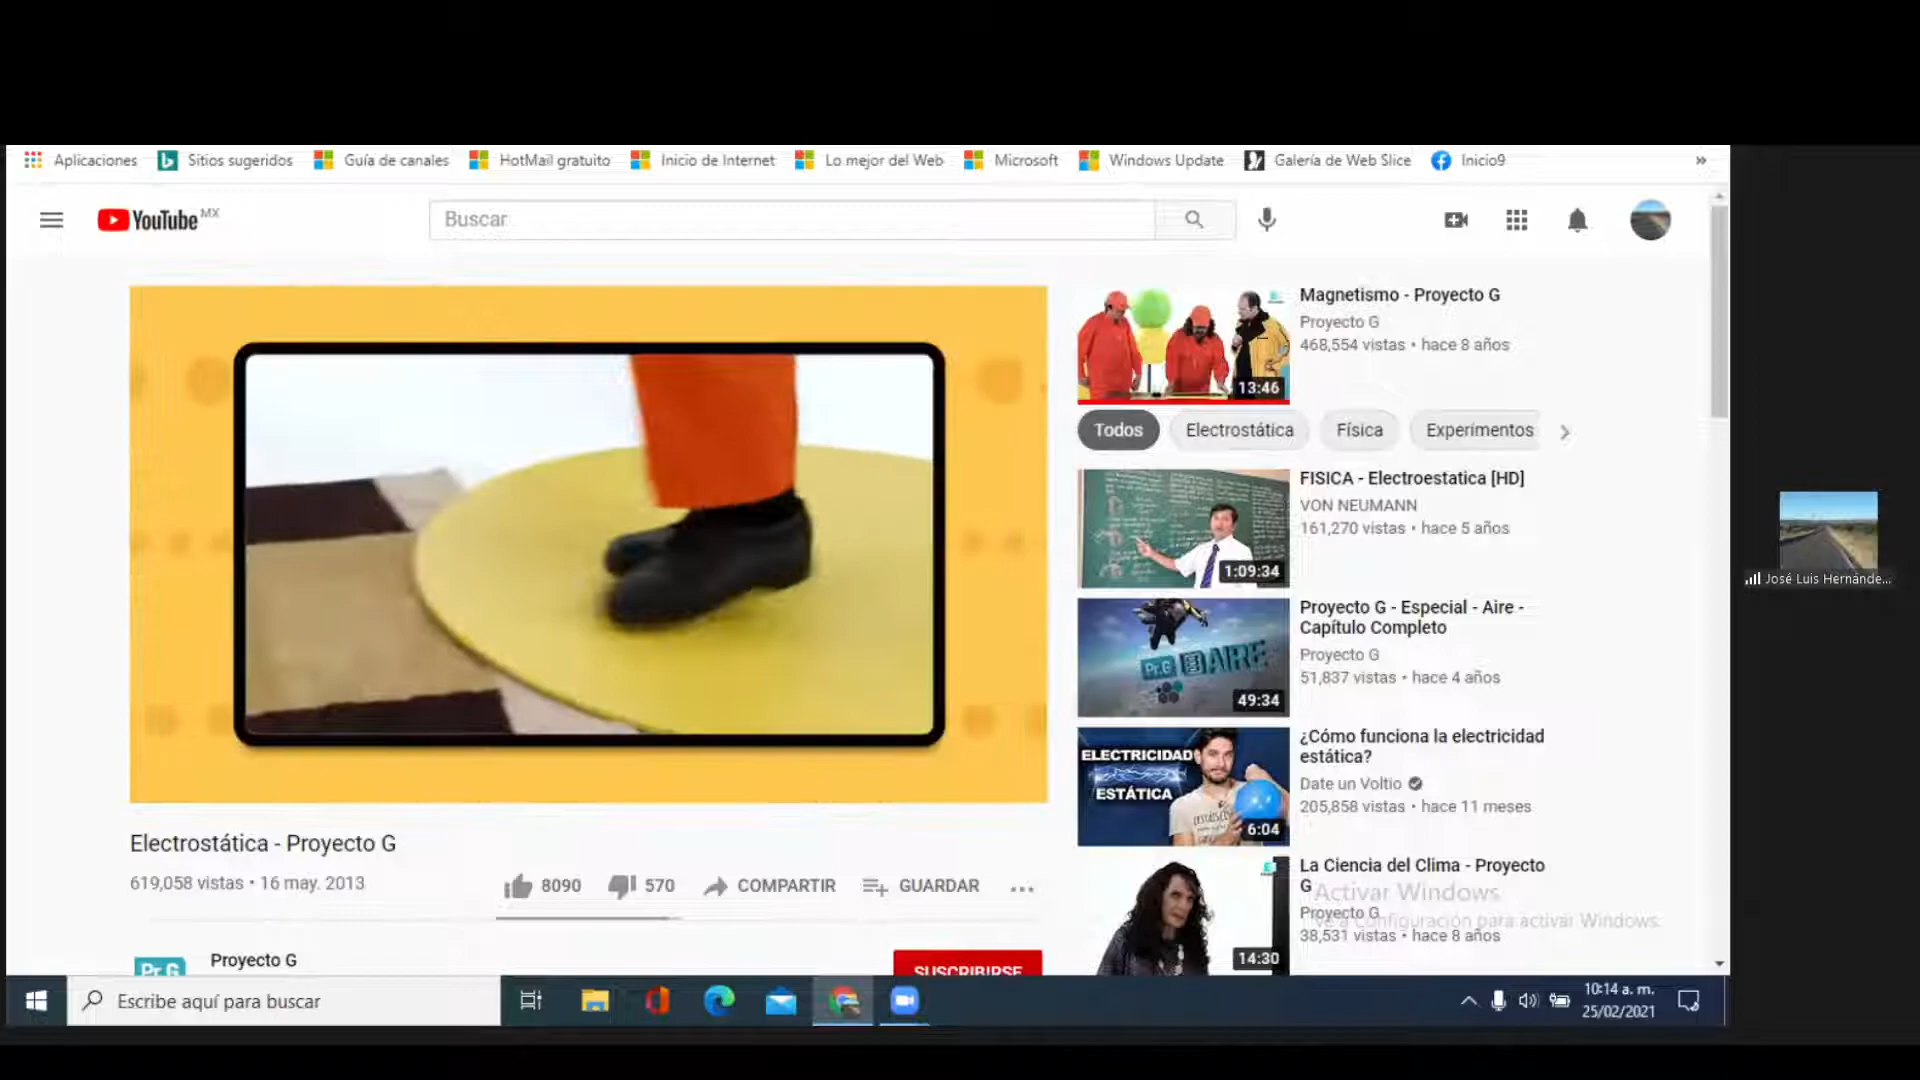 Aplicaciones Sitios sugeridos Guía de canales HotMail gratuito Inicio de Internet Lo mejor del Web Microsoft Windows Update Galería de Web Slice Inicio9 »
YouTube MX
Buscar
Electrostática - Proyecto G
619,058 vistas • 16 may. 2013
8090 570 COMPARTIR GUARDAR ...
Pr.G
Proyecto G
SUSCRIBIRSE
Magnetismo - Proyecto G
Proyecto G
468,554 vistas • hace 8 años
13:46
Todos Electrostática Física Experimentos
FISICA - Electroestatica [HD]
VON NEUMANN
161,270 vistas • hace 5 años
1:09:34
Proyecto G - Especial - Aire -
Capítulo Completo
Proyecto G
51,837 vistas • hace 4 años
Pr.G AIRE
49:34
¿Cómo funciona la electricidad
estática?
Date un Voltio
205,858 vistas • hace 11 meses
ELECTRICIDAD
ESTÁTICA
6:04
La Ciencia del Clima - Proyecto
G
Proyecto G
38,531 vistas • hace 8 años
14:30
Activar Windows
Ve a Configuración para activar Windows.
José Luis Hernánde...
Escribe aquí para buscar
10:14 a. m.
25/02/2021